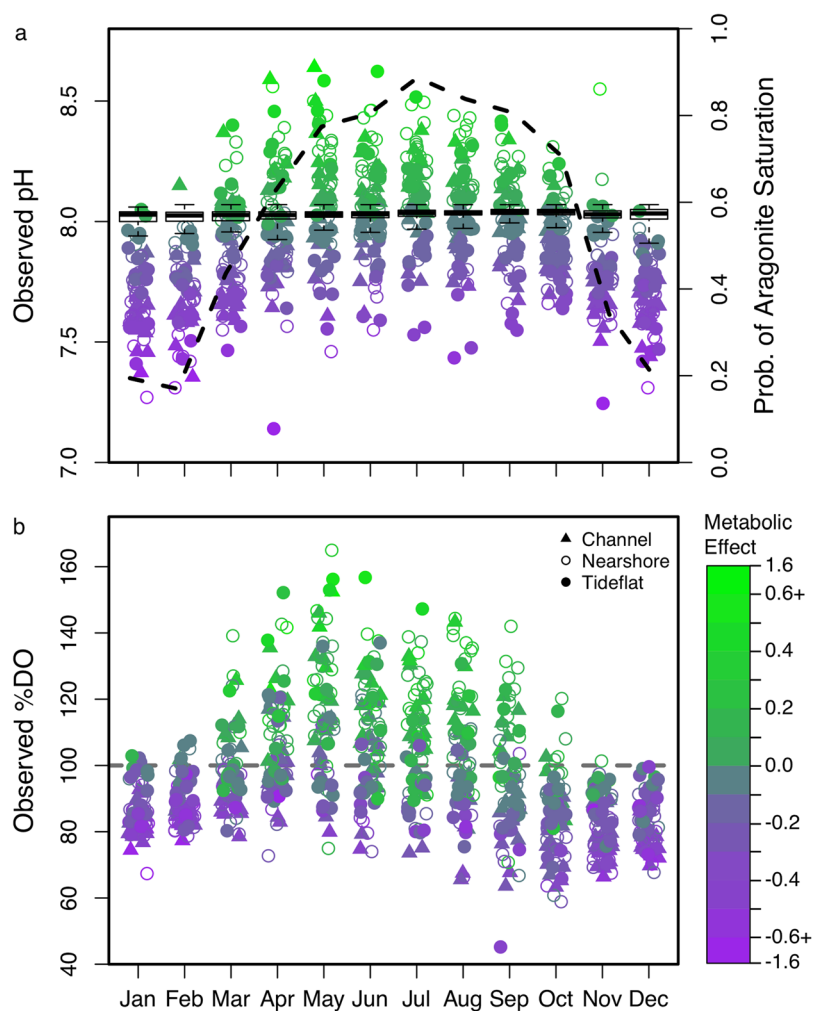 a
Observed pH
8.5
8.0
7.5
7.0
1.0
0.8
0.6
0.4
0.2
0.0
Prob. of Aragonite Saturation
b
Observed %DO
160
140
120
100
80
60
40
Channel
Nearshore
Tideflat
Metabolic
Effect
1.6
0.6+
0.4
0.2
0.0
-0.2
-0.4
-0.6+
-1.6
Jan Feb Mar Apr May Jun Jul Aug Sep Oct Nov Dec